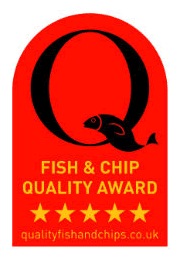 Q
FISH & CHIP
QUALITY AWARD
qualityfishandchips.co.uk